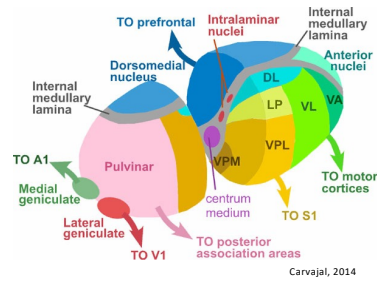 TO prefrontal
Intralaminar
nuclei
Internal
medullary
lamina
Dorsomedial
nucleus
Anterior
nuclei
Internal
medullary
lamina
DL
LP
VL
VA
VPL
VPM
Pulvinar
TO A1
Medial
geniculate
centrum
medium
TO motor
cortices
TO S1
Lateral
geniculate
TO V1
TO posterior
association areas
Carvajal, 2014